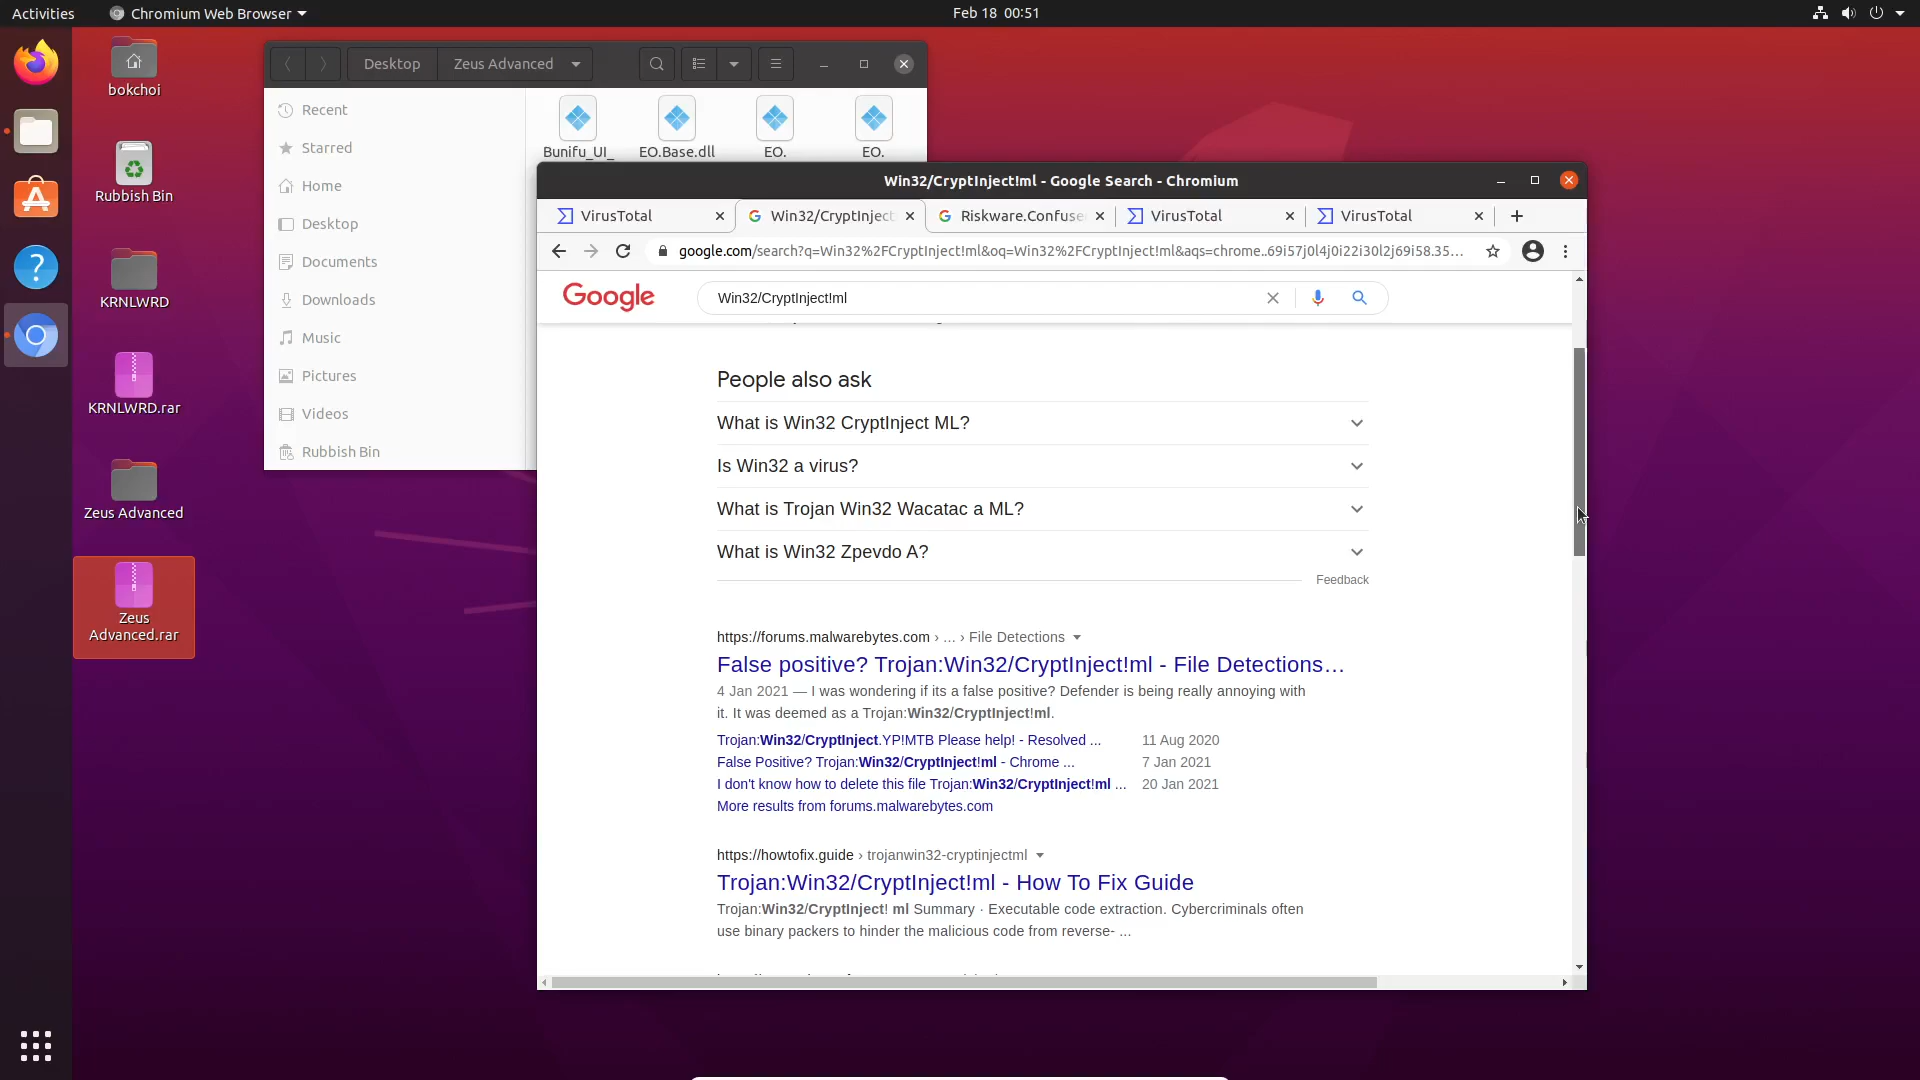 Activities
Chromium Web Browser
Feb 18 00:51
bokchoi
Rubbish Bin
KRNLWRD
KRNLWRD.rar
Zeus Advanced
Zeus
Advanced.rar
Desktop
Zeus Advanced
Recent
Starred
Home
Desktop
Documents
Downloads
Music
Pictures
Videos
Rubbish Bin
Bunifu_UI_
EO.Base.dll
EO.
EO.
Win32/CryptInject!ml - Google Search - Chromium
VirusTotal
Win32/CryptInject
Riskware.Confuse
VirusTotal
VirusTotal
google.com/search?q=Win32%2FCryptInject!ml&oq=Win32%2FCryptInject!ml&aqs=chrome..69i57j0l4j0i22i30l2j69i58.35...
Google
Win32/CryptInject!ml
People also ask
What is Win32 CryptInject ML?
Is Win32 a virus?
What is Trojan Win32 Wacatac a ML?
What is Win32 Zpevdo A?
Feedback
https://forums.malwarebytes.com › ... › File Detections
False positive? Trojan:Win32/CryptInject!ml - File Detections...
4 Jan 2021 — I was wondering if its a false positive? Defender is being really annoying with
it. It was deemed as a Trojan:Win32/CryptInject!ml.
Trojan:Win32/CryptInject.YP!MTB Please help! - Resolved ... 11 Aug 2020
False Positive? Trojan:Win32/CryptInject!ml - Chrome ... 7 Jan 2021
I don't know how to delete this file Trojan:Win32/CryptInject!ml ... 20 Jan 2021
More results from forums.malwarebytes.com
https://howtofix.guide › trojanwin32-cryptinjectml
Trojan:Win32/CryptInject!ml - How To Fix Guide
Trojan:Win32/CryptInject! ml Summary · Executable code extraction. Cybercriminals often
use binary packers to hinder the malicious code from reverse- ...